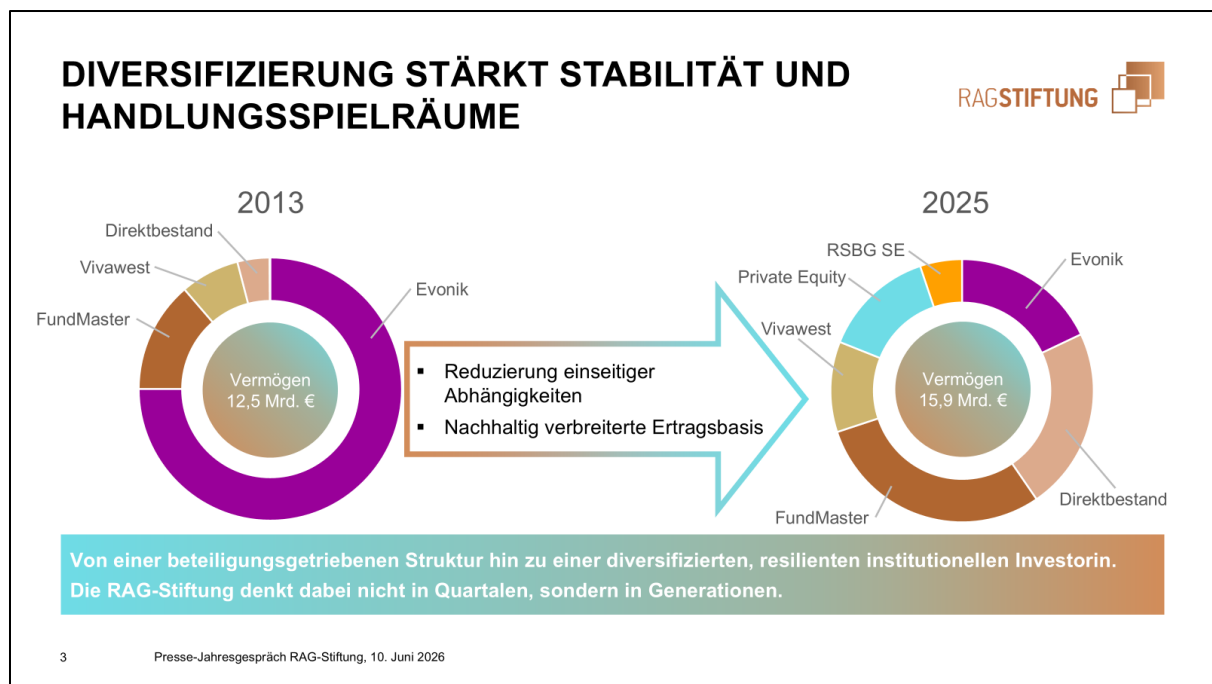 DIVERSIFIZIERUNG STÄRKT STABILITÄT UND
HANDLUNGSSPIELRÄUME
RAGSTIFTUNG
2013
Direktbestand
Vivawest
FundMaster
Evonik
Vermögen
12,5 Mrd. €
▪ Reduzierung einseitiger
Abhängigkeiten
▪ Nachhaltig verbreiterte Ertragsbasis
2025
RSBG SE
Private Equity
Vivawest
Evonik
Vermögen
15,9 Mrd. €
Direktbestand
FundMaster
Von einer beteiligungsgetriebenen Struktur hin zu einer diversifizierten, resilienten institutionellen Investorin.
Die RAG-Stiftung denkt dabei nicht in Quartalen, sondern in Generationen.
3 Presse-Jahresgespräch RAG-Stiftung, 10. Juni 2026